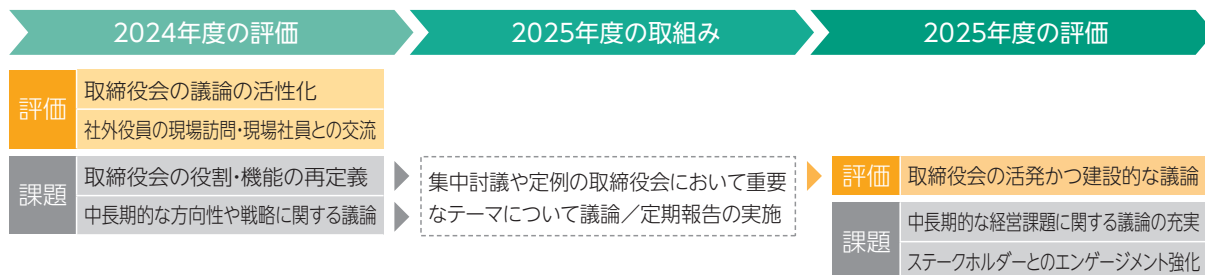 2024年度の評価
2025年度の取組み
2025年度の評価
評価
取締役会の議論の活性化
社外役員の現場訪問・現場社員との交流
課題
取締役会の役割・機能の再定義
中長期的な方向性や戦略に関する議論
集中討議や定例の取締役会において重要
なテーマについて議論／定期報告の実施
評価
取締役会の活発かつ建設的な議論
課題
中長期的な経営課題に関する議論の充実
ステークホルダーとのエンゲージメント強化